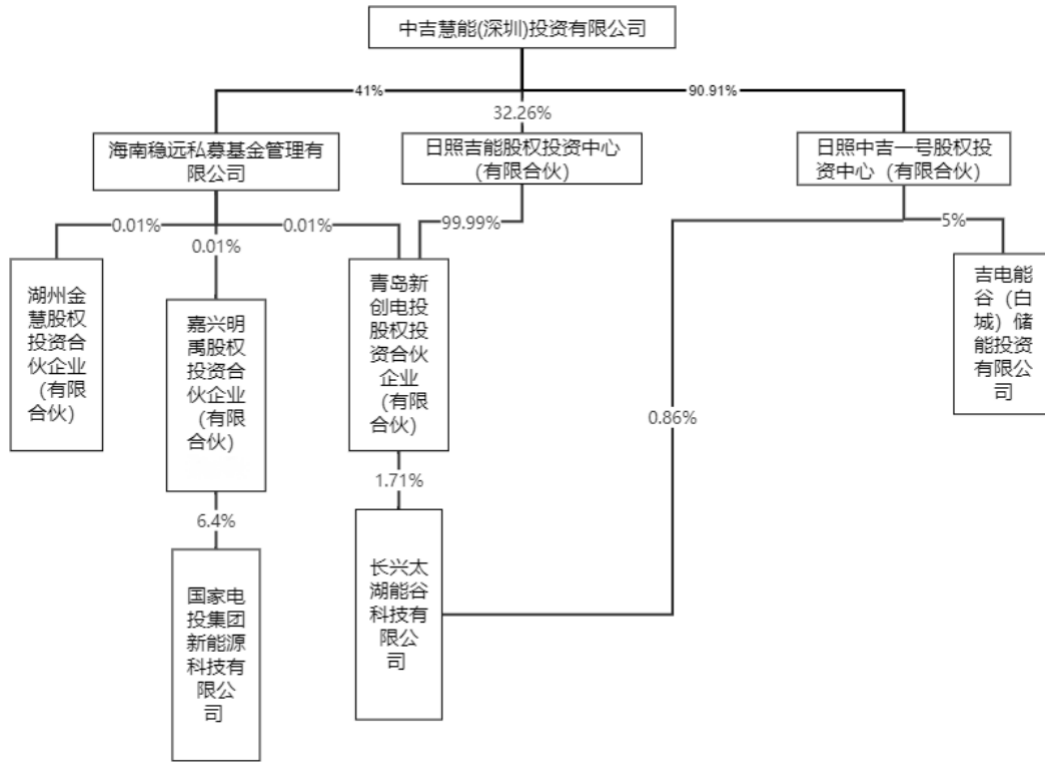 中吉慧能(深圳)投资有限公司
41%
90.91%
32.26%
海南稳远私募基金管理有
限公司
日照吉能股权投资中心
（有限合伙）
日照中吉一号股权投
资中心（有限合伙）
0.01%
0.01%
0.01%
99.99%
5%
湖州金
慧股权
投资合
伙企业
（有限
合伙）
嘉兴明
禹股权
投资合
伙企业
（有限
合伙）
青岛新
创电投
股权投
资合伙
企业
（有限
合伙）
吉电能
谷（白
城）储
能投资
有限公
司
0.86%
1.71%
6.4%
国家电
投集团
新能源
科技有
限公
司
长兴太
湖能谷
科技有
限公
司